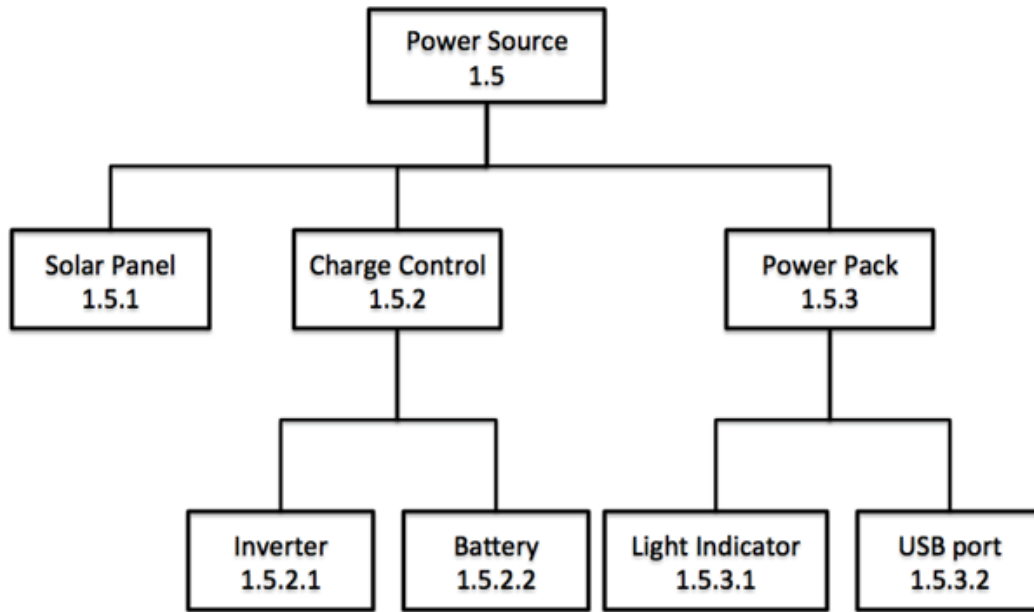 Power Source
1.5
Solar Panel
1.5.1
Charge Control
1.5.2
Power Pack
1.5.3
Inverter
1.5.2.1
Battery
1.5.2.2
Light Indicator
1.5.3.1
USB port
1.5.3.2